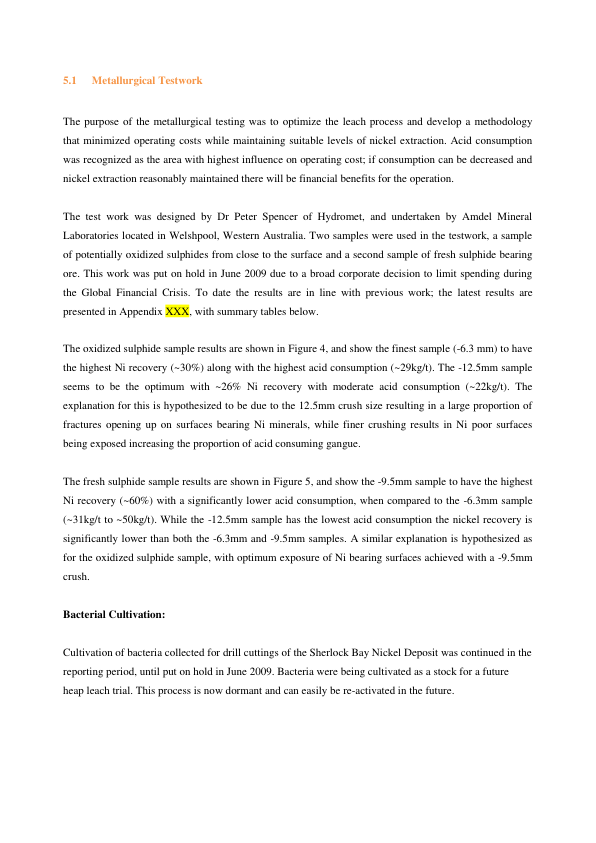 5.1 Metallurgical Testwork
The purpose of the metallurgical testing was to optimize the leach process and develop a methodology
that minimized operating costs while maintaining suitable levels of nickel extraction. Acid consumption
was recognized as the area with highest influence on operating cost; if consumption can be decreased and
nickel extraction reasonably maintained there will be financial benefits for the operation.
The test work was designed by Dr Peter Spencer of Hydromet, and undertaken by Amdel Mineral
Laboratories located in Welshpool, Western Australia. Two samples were used in the testwork, a sample
of potentially oxidized sulphides from close to the surface and a second sample of fresh sulphide bearing
ore. This work was put on hold in June 2009 due to a broad corporate decision to limit spending during
the Global Financial Crisis. To date the results are in line with previous work; the latest results are
presented in Appendix XXX, with summary tables below.
The oxidized sulphide sample results are shown in Figure 4, and show the finest sample (-6.3 mm) to have
the highest Ni recovery (~30%) along with the highest acid consumption (~29kg/t). The -12.5mm sample
seems to be the optimum with ~26% Ni recovery with moderate acid consumption (~22kg/t). The
explanation for this is hypothesized to be due to the 12.5mm crush size resulting in a large proportion of
fractures opening up on surfaces bearing Ni minerals, while finer crushing results in Ni poor surfaces
being exposed increasing the proportion of acid consuming gangue.
The fresh sulphide sample results are shown in Figure 5, and show the -9.5mm sample to have the highest
Ni recovery (~60%) with a significantly lower acid consumption, when compared to the -6.3mm sample
(~31kg/t to ~50kg/t). While the -12.5mm sample has the lowest acid consumption the nickel recovery is
significantly lower than both the -6.3mm and -9.5mm samples. A similar explanation is hypothesized as
for the oxidized sulphide sample, with optimum exposure of Ni bearing surfaces achieved with a -9.5mm
crush.
Bacterial Cultivation:
Cultivation of bacteria collected for drill cuttings of the Sherlock Bay Nickel Deposit was continued in the
reporting period, until put on hold in June 2009. Bacteria were being cultivated as a stock for a future
heap leach trial. This process is now dormant and can easily be re-activated in the future.